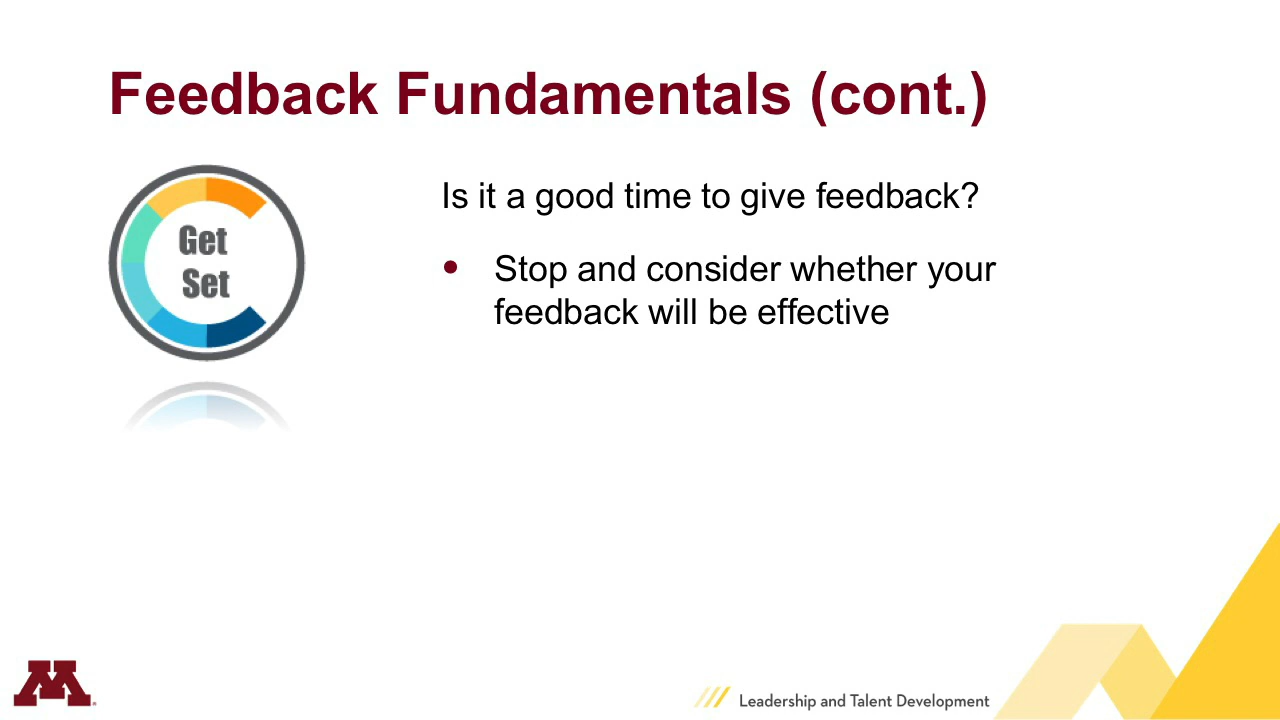 Feedback Fundamentals (cont.)
Get
Set
Is it a good time to give feedback?
• Stop and consider whether your
feedback will be effective
M
Leadership and Talent Development